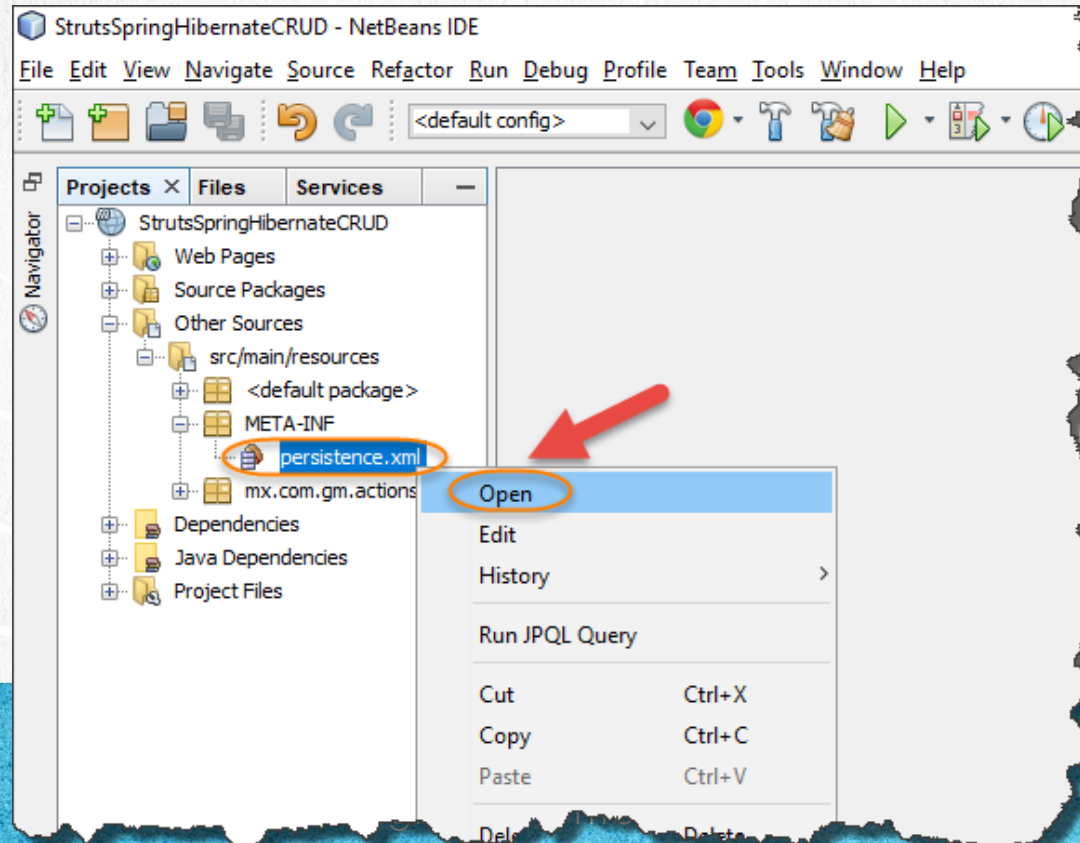 StrutsSpringHibernateCRUD - NetBeans IDE
File Edit View Navigate Source Refactor Run Debug Profile Team Tools Window Help
<default config>
Projects Files Services
Navigator
StrutsSpringHibernateCRUD
Web Pages
Source Packages
Other Sources
src/main/resources
<default package>
META-INF
persistence.xml
mx.com.gm.actions
Dependencies
Java Dependencies
Project Files
Open
Edit
History
Run JPQL Query
Cut Ctrl+X
Copy Ctrl+C
Paste Ctrl+V